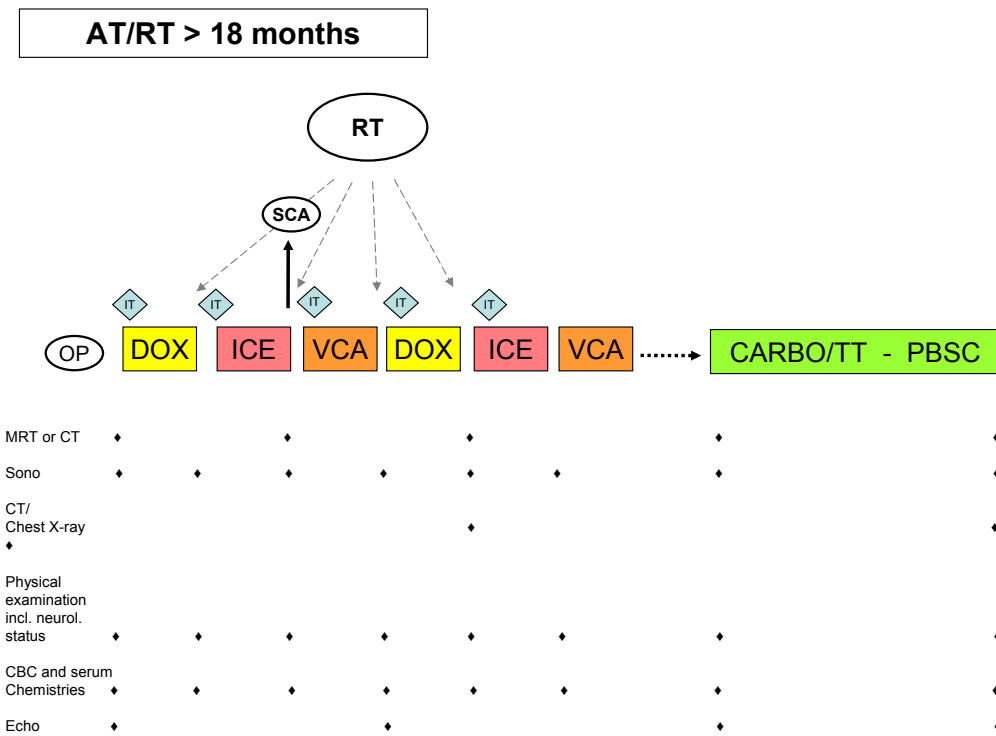 AT/RT > 18 months
RT
SCA
IT IT IT IT IT
OP DOX ICE VCA DOX ICE VCA CARBO/TT - PBSC
MRT or CT
Sono
CT/
Chest X-ray
Physical
examination
incl. neurol.
status
CBC and serum
Chemistries
Echo